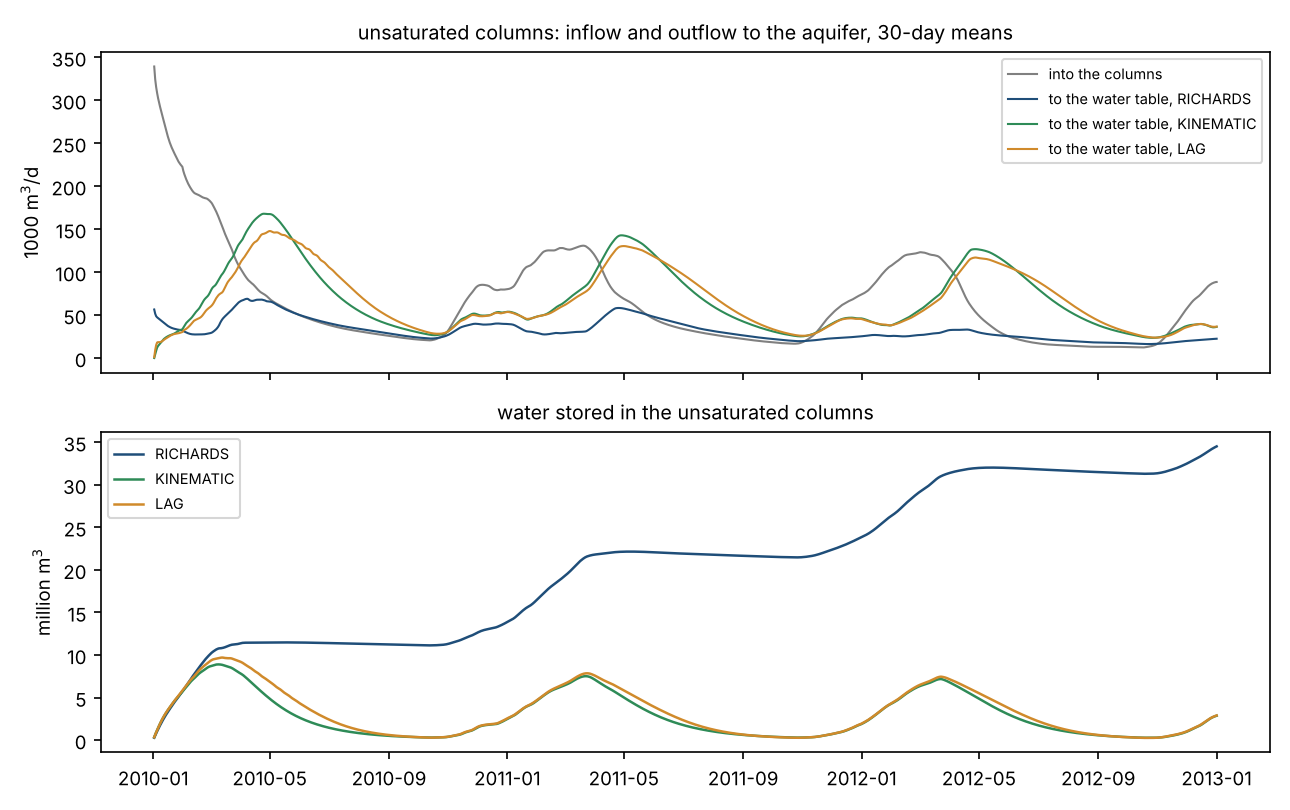 unsaturated columns: inflow and outflow to the aquifer, 30-day means
350
300
250
200
150
100
50
0
1000 m³/d
into the columns
to the water table, RICHARDS
to the water table, KINEMATIC
to the water table, LAG
water stored in the unsaturated columns
35
30
25
20
15
10
5
0
million m³
RICHARDS
KINEMATIC
LAG
2010-01 2010-05 2010-09 2011-01 2011-05 2011-09 2012-01 2012-05 2012-09 2013-01